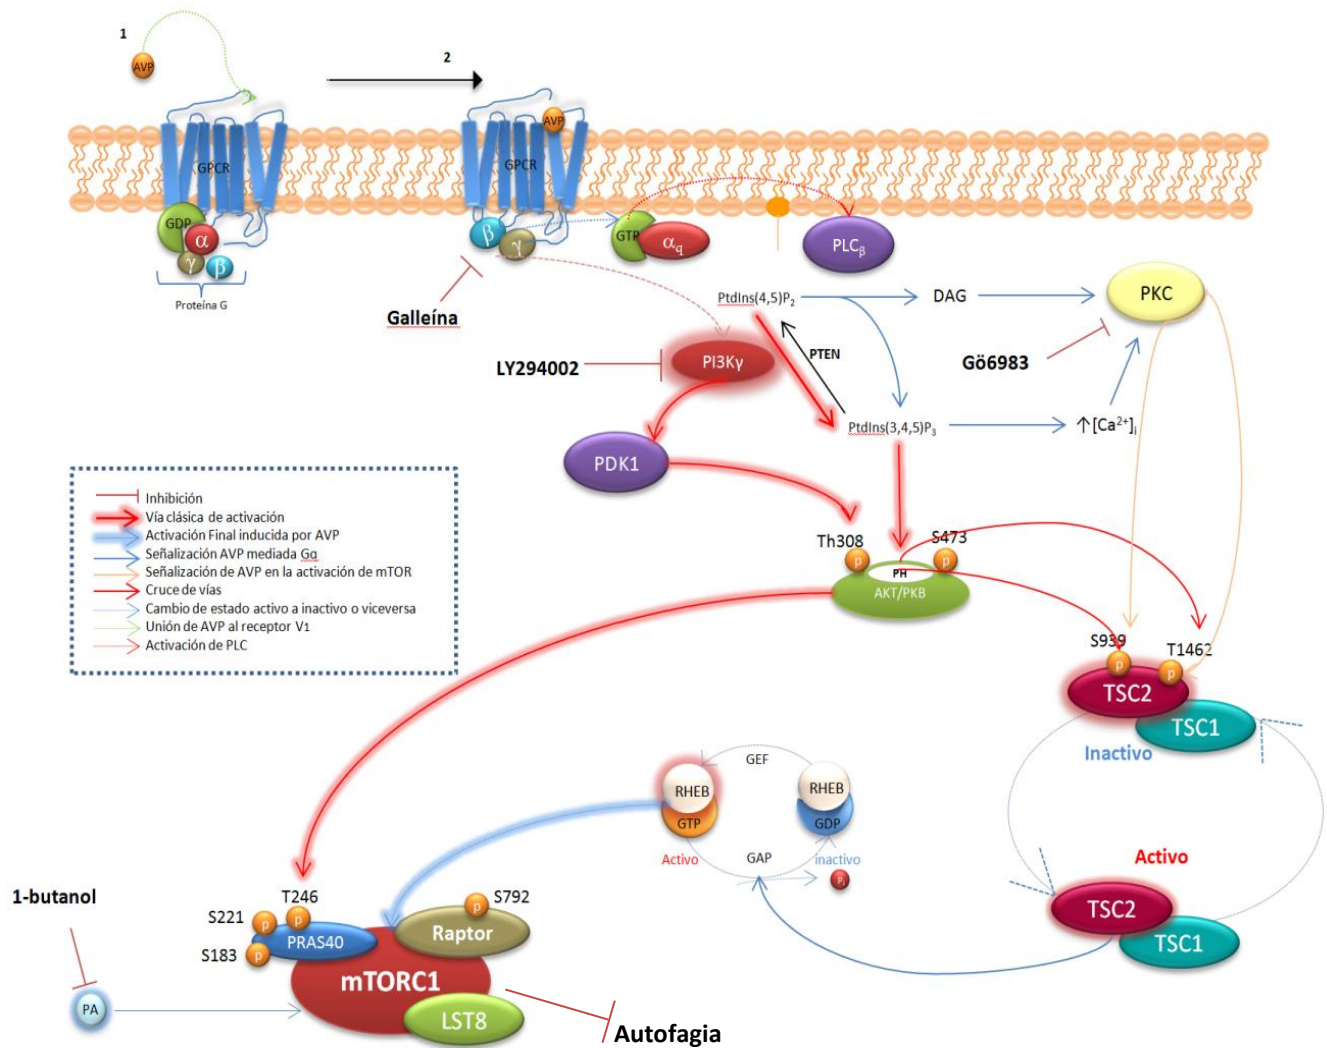 1
AVP
2
AVP
GPCR
GPCR
GDP
α
γ
β
Proteína G
β
γ
GTP
αq
PLCβ
Galleína
PtdIns(4,5)P2
DAG
PKC
LY294002
PI3Kγ
PTEN
Gö6983
PtdIns(3,4,5)P3
↑[Ca2+]i
PDK1
Inhibición
Vía clásica de activación
Activación Final inducida por AVP
Señalización AVP mediada Gq
Señalización de AVP en la activación de mTOR
Cruce de vías
Cambio de estado activo a inactivo o viceversa
Unión de AVP al receptor V1
Activación de PLC
Th308
S473
p
p
PH
AKT/PKB
S939
T1462
p
p
TSC2
TSC1
Inactivo
GEF
RHEB
RHEB
GTP
GDP
Activo
GAP
inactivo
Pi
Activo
TSC2
TSC1
1-butanol
T246
S792
S221
p
p
p
S183
p
PRAS40
Raptor
mTORC1
PA
LST8
Autofagia